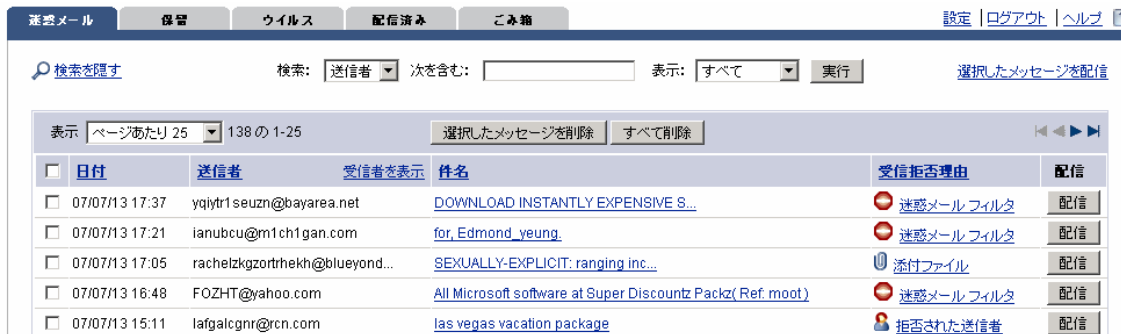 迷惑メール 保留 ウイルス 配信済み ごみ箱 設定 | ログアウト | ヘルプ
検索を隠す 検索: 送信者 次を含む: 表示: すべて 実行 選択したメッセージを配信
表示 ページあたり 25 138 の 1-25 選択したメッセージを削除 すべて削除
日付 送信者 受信者を表示 件名 受信拒否理由 配信
07/07/13 17:37 yqiytr1seuzn@bayarea.net DOWNLOAD INSTANTLY EXPENSIVE S... 迷惑メール フィルタ 配信
07/07/13 17:21 ianubcu@m1ch1gan.com for, Edmond_yeung. 迷惑メール フィルタ 配信
07/07/13 17:05 rachelzkgzortrhekh@blueyond... SEXUALLY-EXPLICIT: ranging inc... 添付ファイル 配信
07/07/13 16:48 FOZHT@yahoo.com All Microsoft software at Super Discountz Packz( Ref: moot ) 迷惑メール フィルタ 配信
07/07/13 15:11 lafgalcgnr@rcn.com las vegas vacation package 拒否された送信者 配信